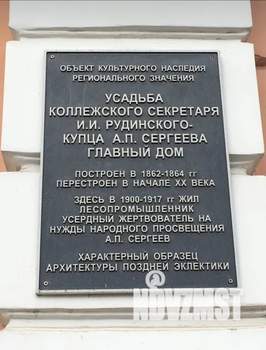 ОБЪЕКТ КУЛЬТУРНОГО НАСЛЕДИЯ
РЕГИОНАЛЬНОГО ЗНАЧЕНИЯ
УСАДЬБА
КОЛЛЕЖСКОГО СЕКРЕТАРЯ
И.И. РУДИНСКОГО-
КУПЦА А.П. СЕРГЕЕВА
ГЛАВНЫЙ ДОМ
ПОСТРОЕН В 1862-1864 гг
ПЕРЕСТРОЕН В НАЧАЛЕ XX ВЕКА
ЗДЕСЬ В 1900-1917 гг ЖИЛ
ЛЕСОПРОМЫШЛЕННИК
УСЕРДНЫЙ ЖЕРТВОВАТЕЛЬ НА
НУЖДЫ НАРОДНОГО ПРОСВЕЩЕНИЯ
А.П. СЕРГЕЕВ
ХАРАКТЕРНЫЙ ОБРАЗЕЦ
АРХИТЕКТУРЫ ПОЗДНЕЙ ЭКЛЕКТИКИ
NDVZMST